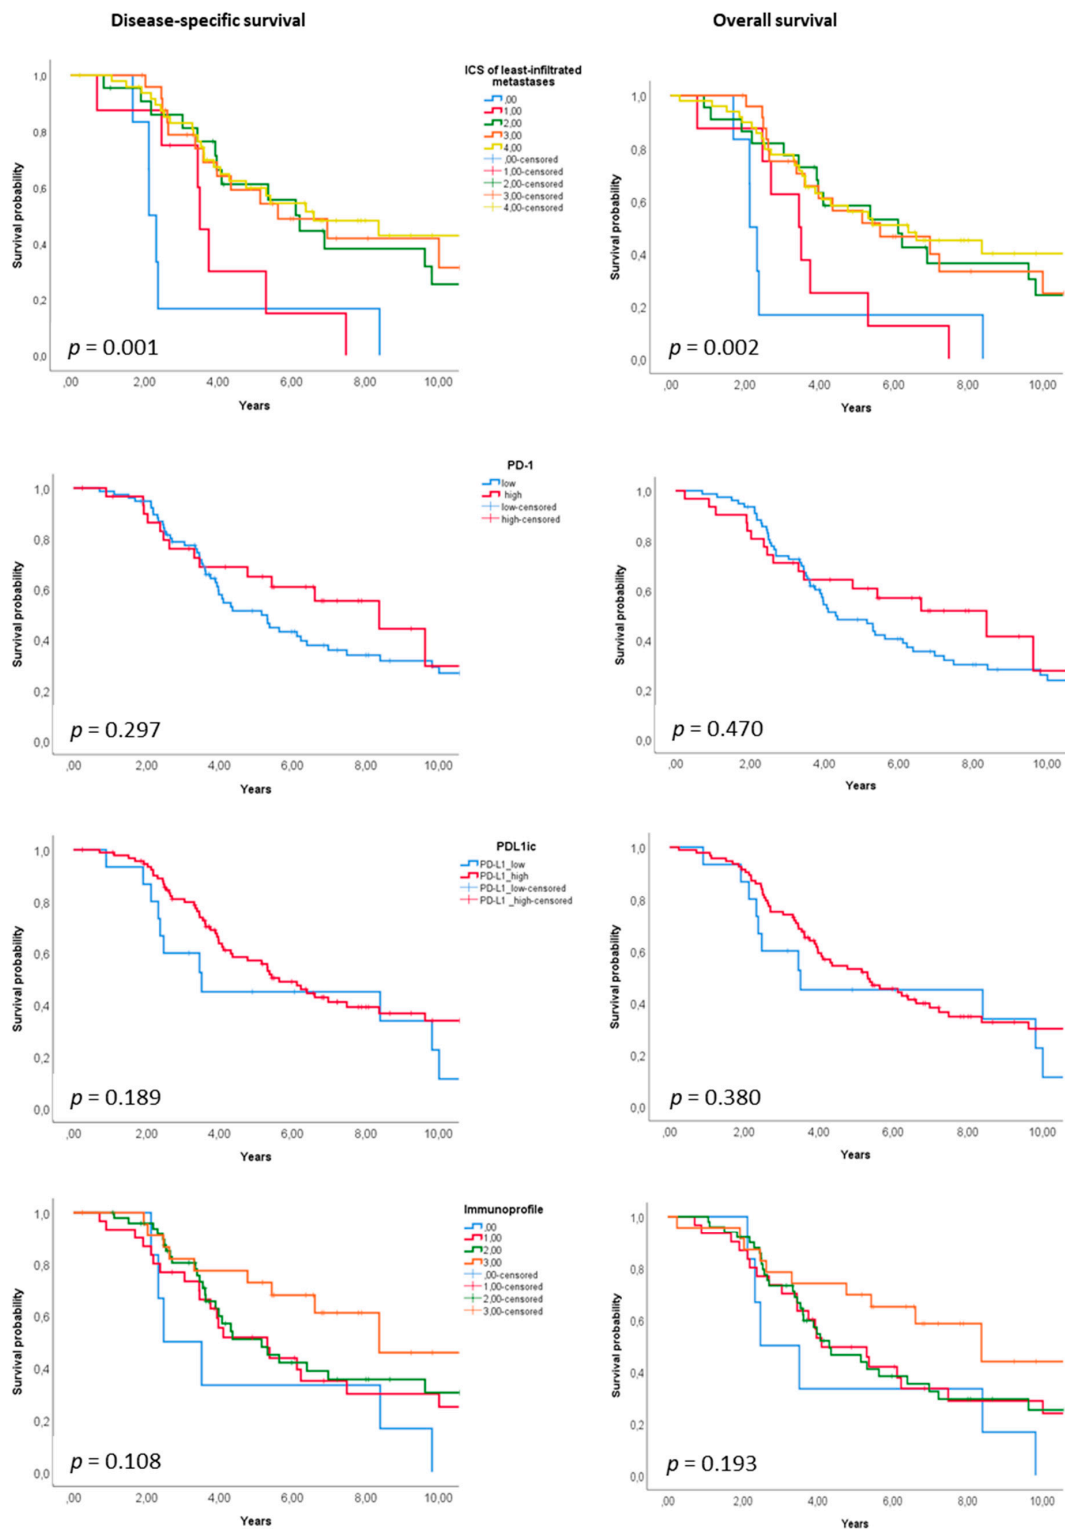 Disease-specific survival
Overall survival
1,0
0,8
0,6
0,4
0,2
0,0
Survival probability
p = 0.001
,00
2,00
4,00
6,00
8,00
10,00
Years
ICS of least-infiltrated
metastases
,00
1,00
2,00
3,00
4,00
,00-censored
1,00-censored
2,00-censored
3,00-censored
4,00-censored
1,0
0,8
0,6
0,4
0,2
0,0
Survival probability
p = 0.002
,00
2,00
4,00
6,00
8,00
10,00
Years
1,0
0,8
0,6
0,4
0,2
0,0
Survival probability
p = 0.297
,00
2,00
4,00
6,00
8,00
10,00
Years
PD-1
low
high
low-censored
high-censored
1,0
0,8
0,6
0,4
0,2
0,0
Survival probability
p = 0.470
,00
2,00
4,00
6,00
8,00
10,00
Years
1,0
0,8
0,6
0,4
0,2
0,0
Survival probability
p = 0.189
,00
2,00
4,00
6,00
8,00
10,00
Years
PDL1ic
PD-L1_low
PD-L1_high
PD-L1_low-censored
PD-L1_high-censored
1,0
0,8
0,6
0,4
0,2
0,0
Survival probability
p = 0.380
,00
2,00
4,00
6,00
8,00
10,00
Years
1,0
0,8
0,6
0,4
0,2
0,0
Survival probability
p = 0.108
,00
2,00
4,00
6,00
8,00
10,00
Years
Immunoprofile
,00
1,00
2,00
3,00
,00-censored
1,00-censored
2,00-censored
3,00-censored
1,0
0,8
0,6
0,4
0,2
0,0
Survival probability
p = 0.193
,00
2,00
4,00
6,00
8,00
10,00
Years